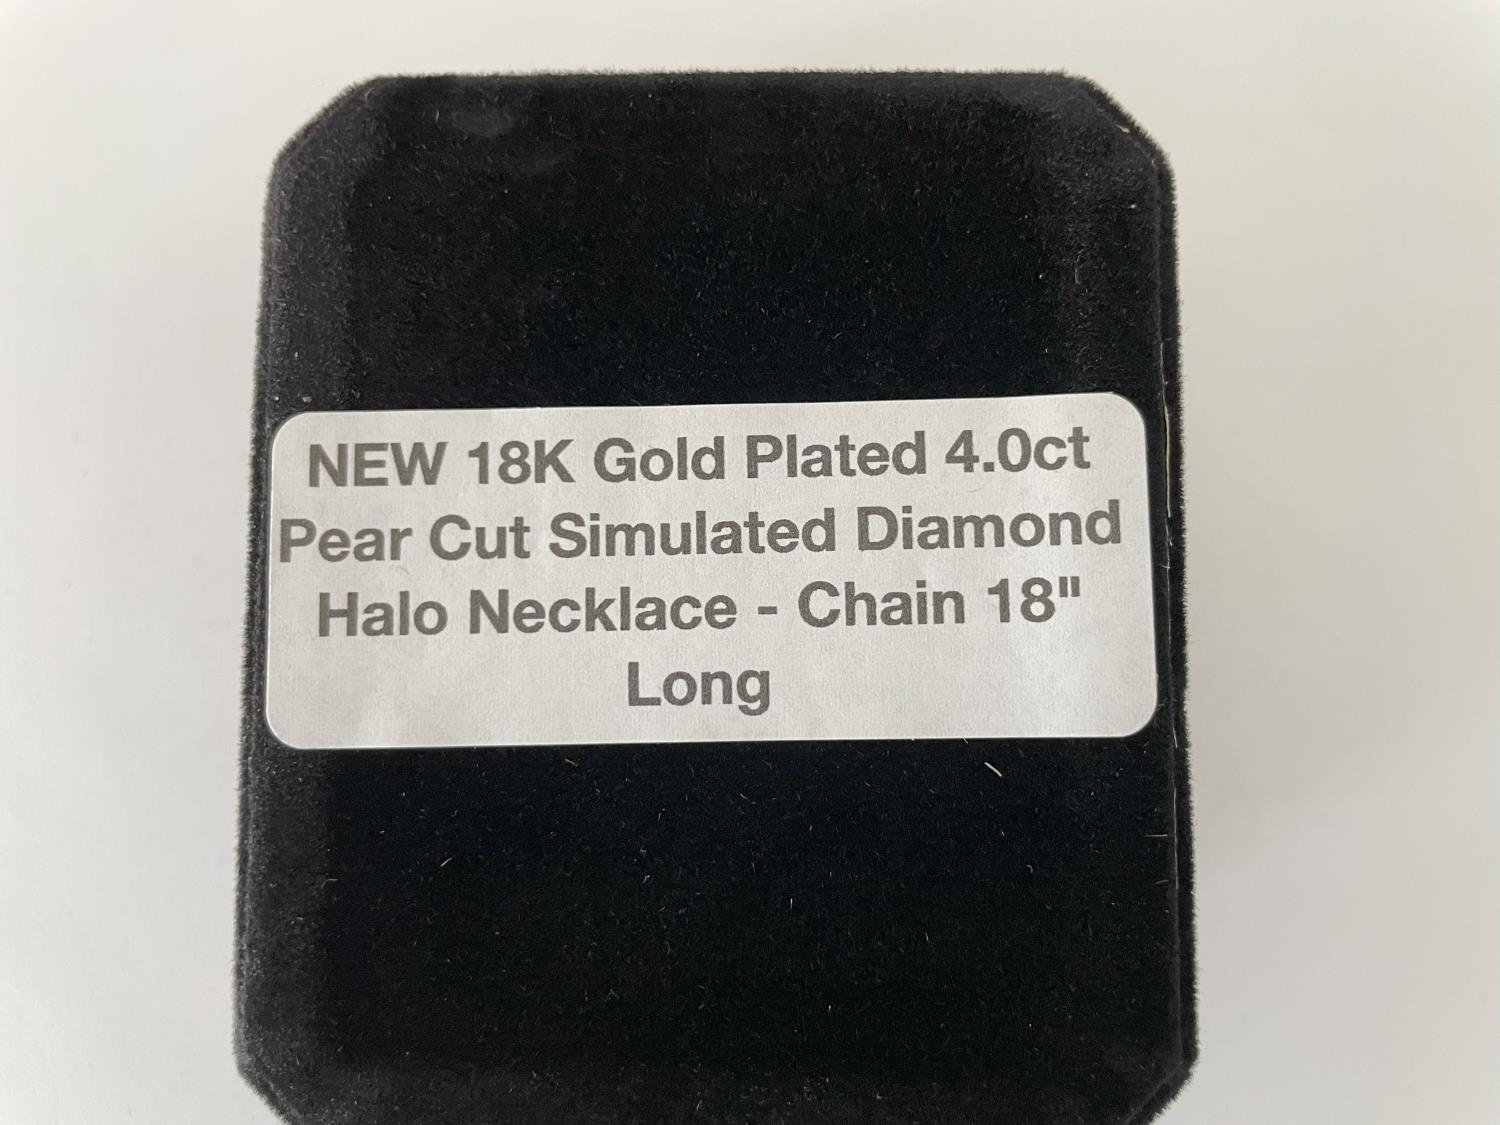 NEW 18K Gold Plated 4.0ct
Pear Cut Simulated Diamond
Halo Necklace - Chain 18"
Long